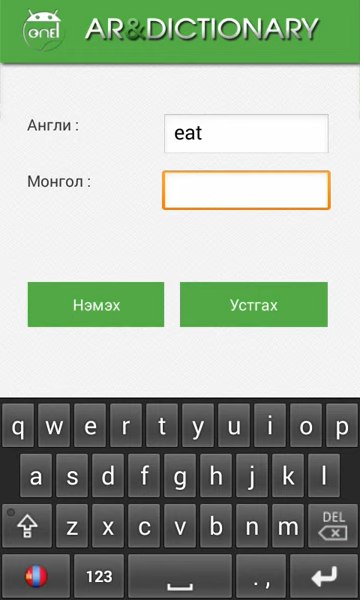 AR&DICTIONARY
Англи :
eat
Монгол :
Нэмэх
Устгах
q w e r t y u i o p
a s d f g h j k l
z x c v b n m DEL
123 . ,